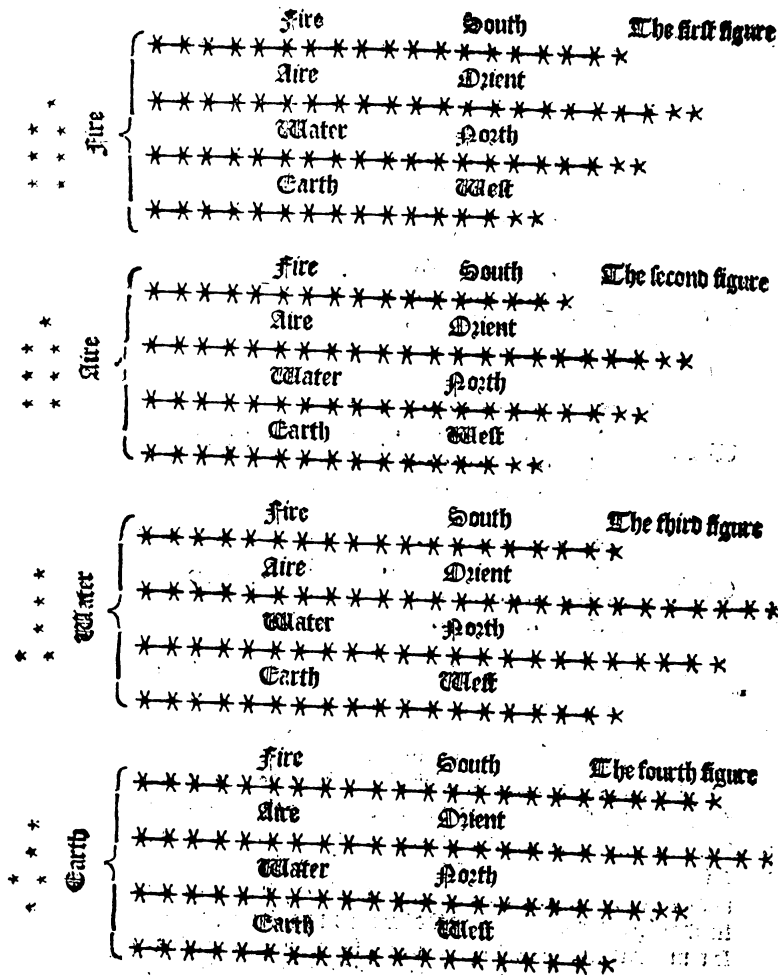 Fire South The first figure
Aire Orient
Water North
Earth West
Fire
Fire South The second figure
Aire Orient
Water North
Earth West
Aire
Fire South The third figure
Aire Orient
Water North
Earth West
Water
Fire South The fourth figure
Aire Orient
Water North
Earth West
Earth